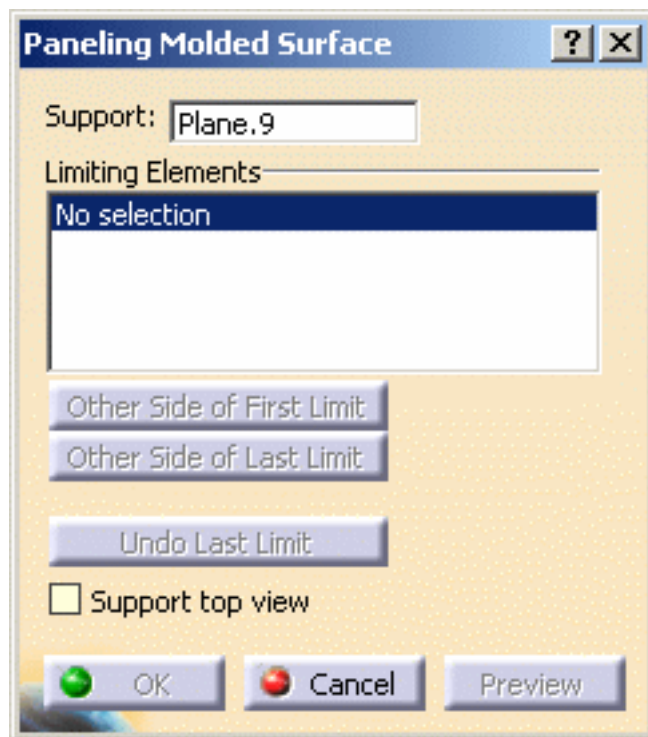 Paneling Molded Surface ? X
Support: Plane.9
Limiting Elements
No selection
Other Side of First Limit
Other Side of Last Limit
Undo Last Limit
Support top view
OK Cancel Preview